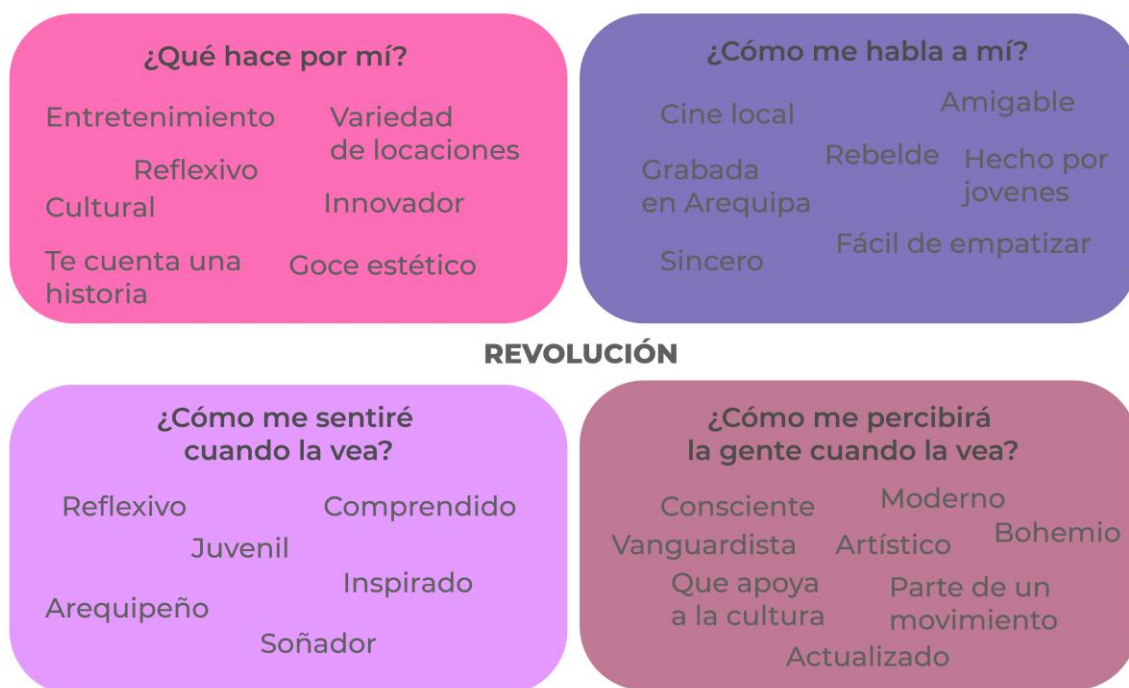 ¿Qué hace por mí?
Entretenimiento
Variedad
de locaciones
Reflexivo
Cultural
Innovador
Te cuenta una
historia
Goce estético
¿Cómo me habla a mí?
Cine local
Amigable
Rebelde
Grabada
en Arequipa
Hecho por
jovenes
Sincero
Fácil de empatizar
REVOLUCIÓN
¿Cómo me sentiré
cuando la vea?
Reflexivo
Comprendido
Juvenil
Inspirado
Arequipeño
Soñador
¿Cómo me percibirá
la gente cuando la vea?
Consciente
Moderno
Bohemio
Vanguardista
Artístico
Que apoya
a la cultura
Parte de un
movimiento
Actualizado